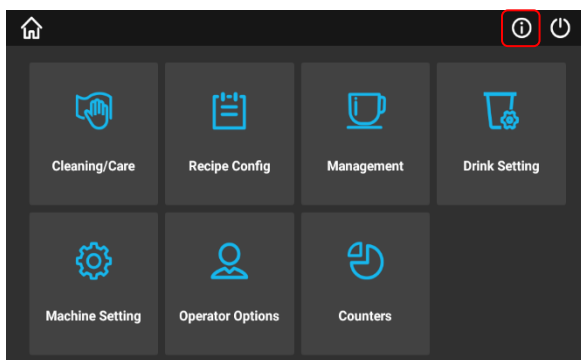 Cleaning/Care
Recipe Config
Management
Drink Setting
Machine Setting
Operator Options
Counters